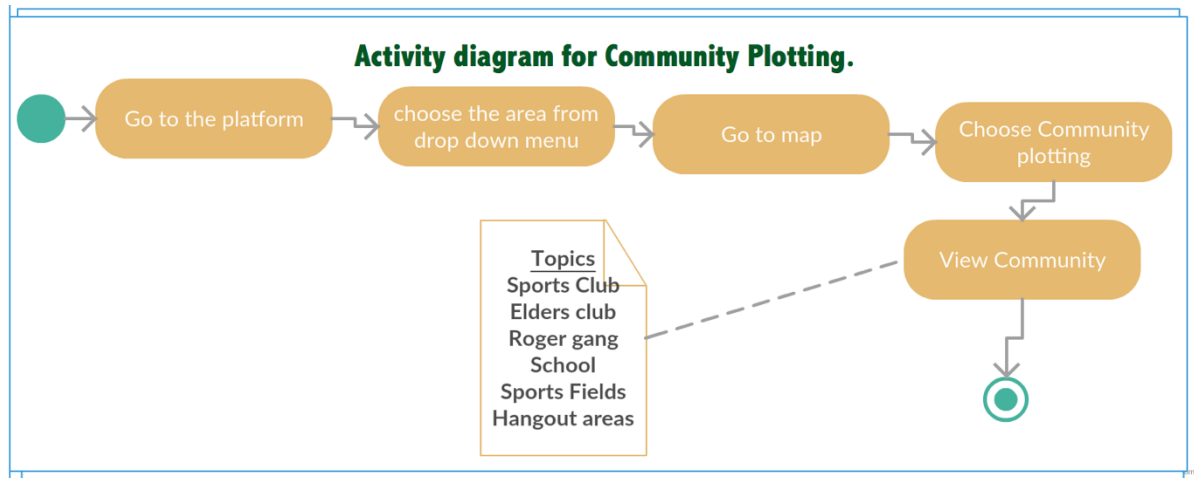 Activity diagram for Community Plotting.
Go to the platform
choose the area from
drop down menu
Go to map
Choose Community
plotting
View Community
Topics
Sports Club
Elders club
Roger gang
School
Sports Fields
Hangout areas